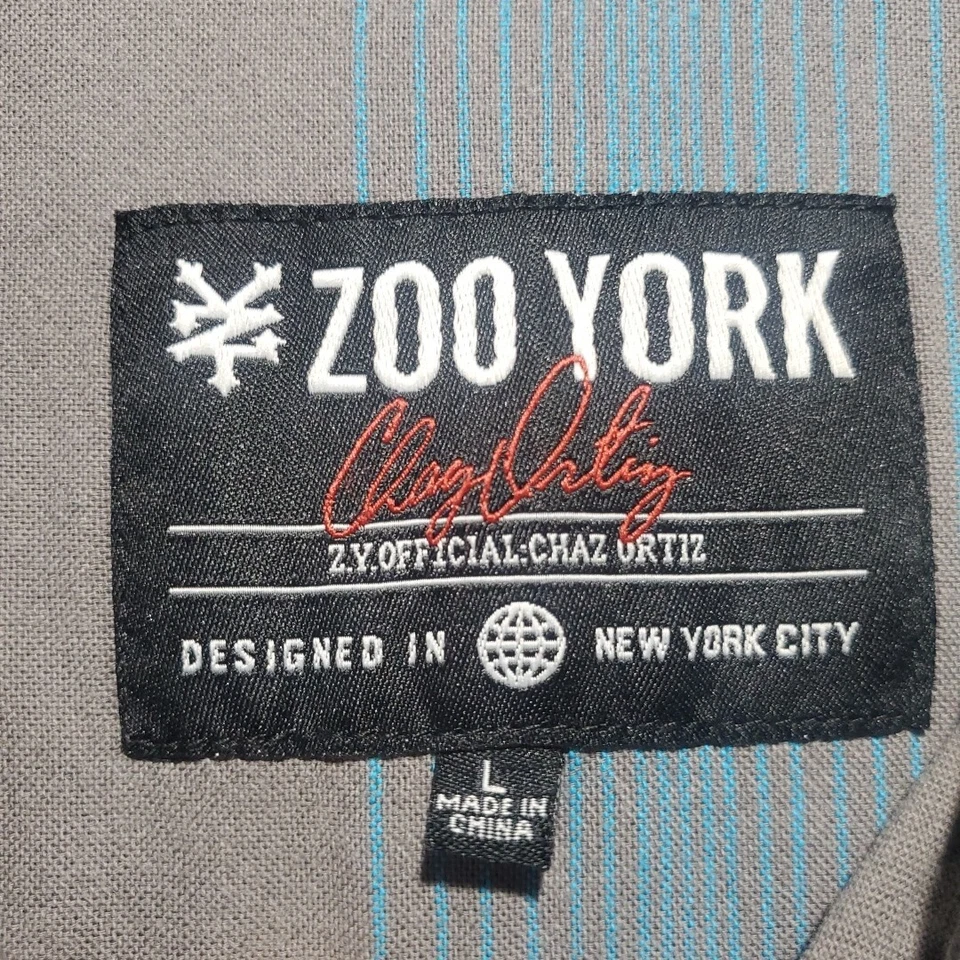 ZOO YORK
Chaz Ortiz
Z.Y.OFFICIAL:CHAZ ORTIZ
DESIGNED IN NEW YORK CITY
L
MADE IN
CHINA